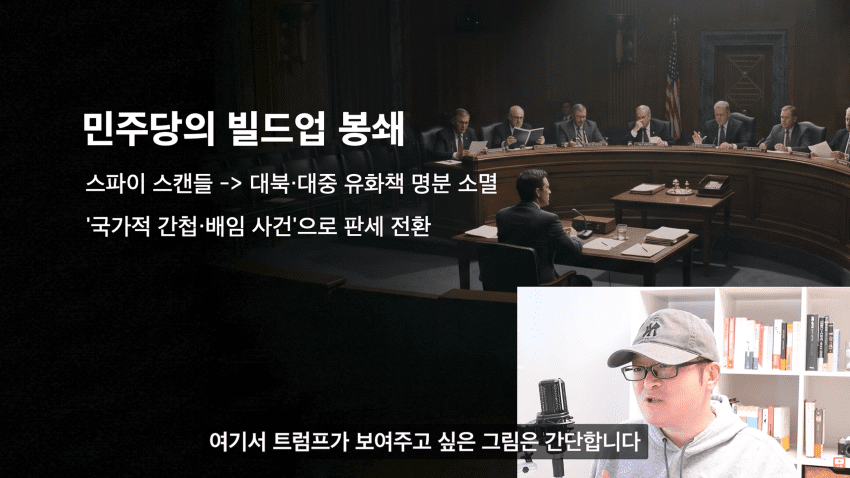 민주당의 빌드업 봉쇄
스파이 스캔들 -> 대북·대중 유화책 명분 소멸
'국가적 간첩·배임 사건'으로 판세 전환
여기서 트럼프가 보여주고 싶은 그림은 간단합니다